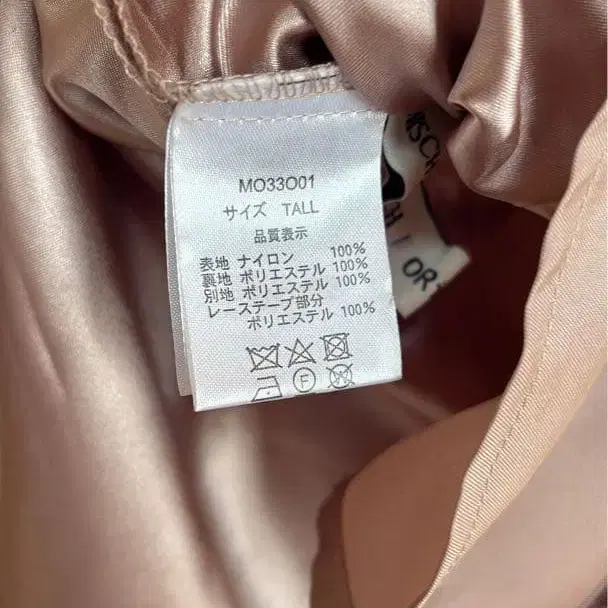 MO33O01
サイズ TALL
品質表示
表地 ナイロン 100%
裏地 ポリエステル 100%
別地 ポリエステル 100%
レーステープ部分
ポリエステル 100%
F
OR